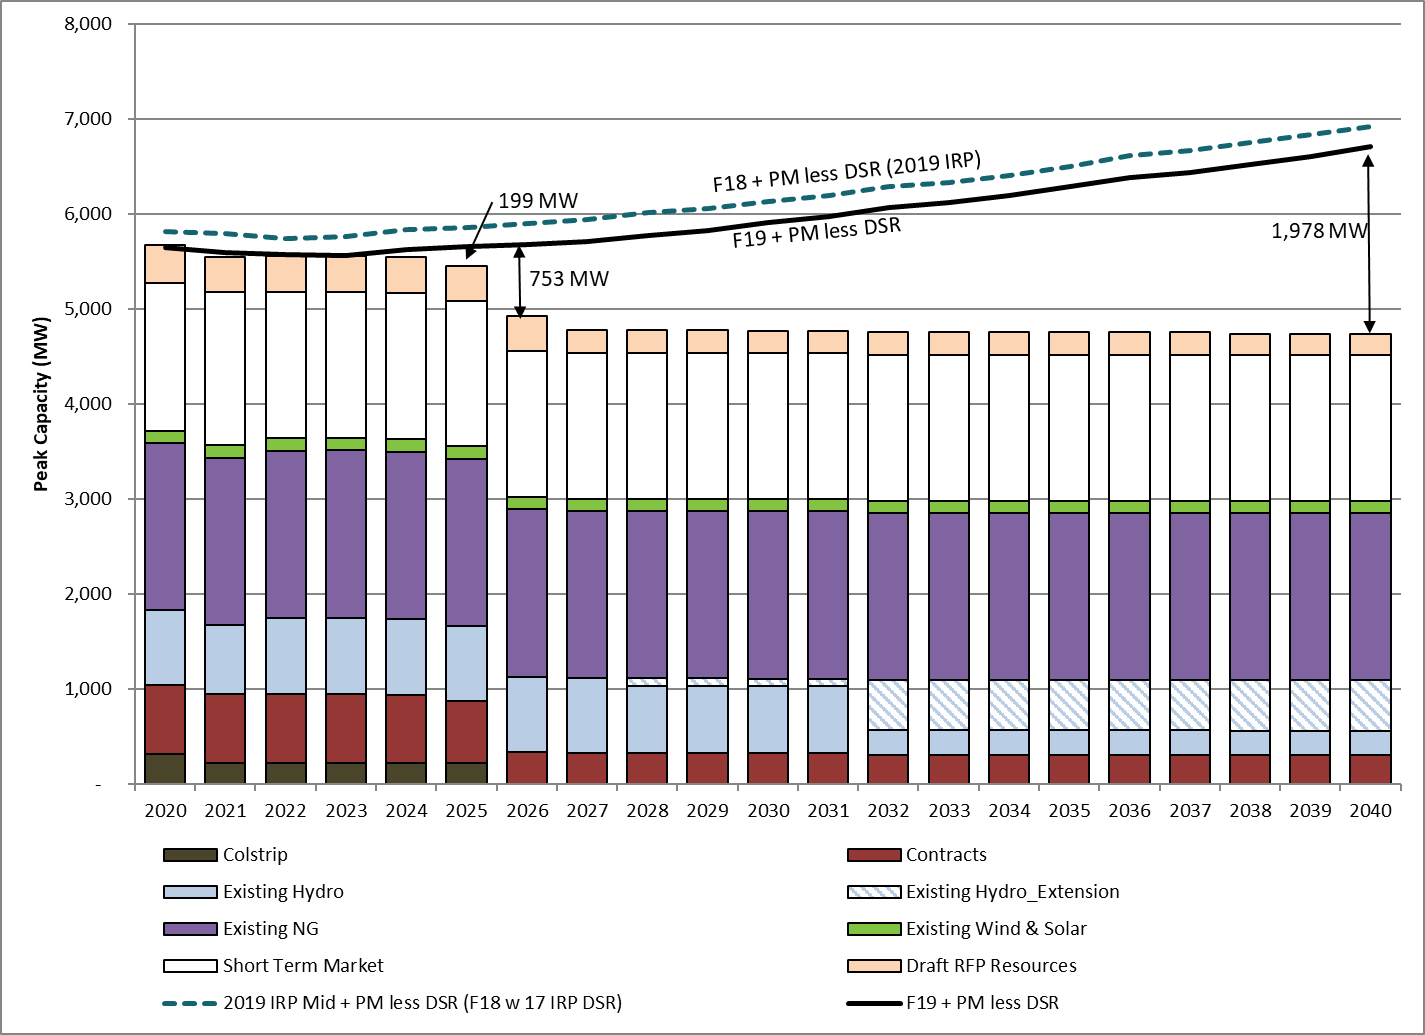 8,000
7,000
6,000
5,000
4,000
3,000
2,000
1,000
-
Peak Capacity (MW)
F18 + PM less DSR (2019 IRP)
F19 + PM less DSR
199 MW
753 MW
1,978 MW
2020 2021 2022 2023 2024 2025 2026 2027 2028 2029 2030 2031 2032 2033 2034 2035 2036 2037 2038 2039 2040
Colstrip
Contracts
Existing Hydro
Existing Hydro_Extension
Existing NG
Existing Wind & Solar
Short Term Market
Draft RFP Resources
2019 IRP Mid + PM less DSR (F18 w 17 IRP DSR)
F19 + PM less DSR